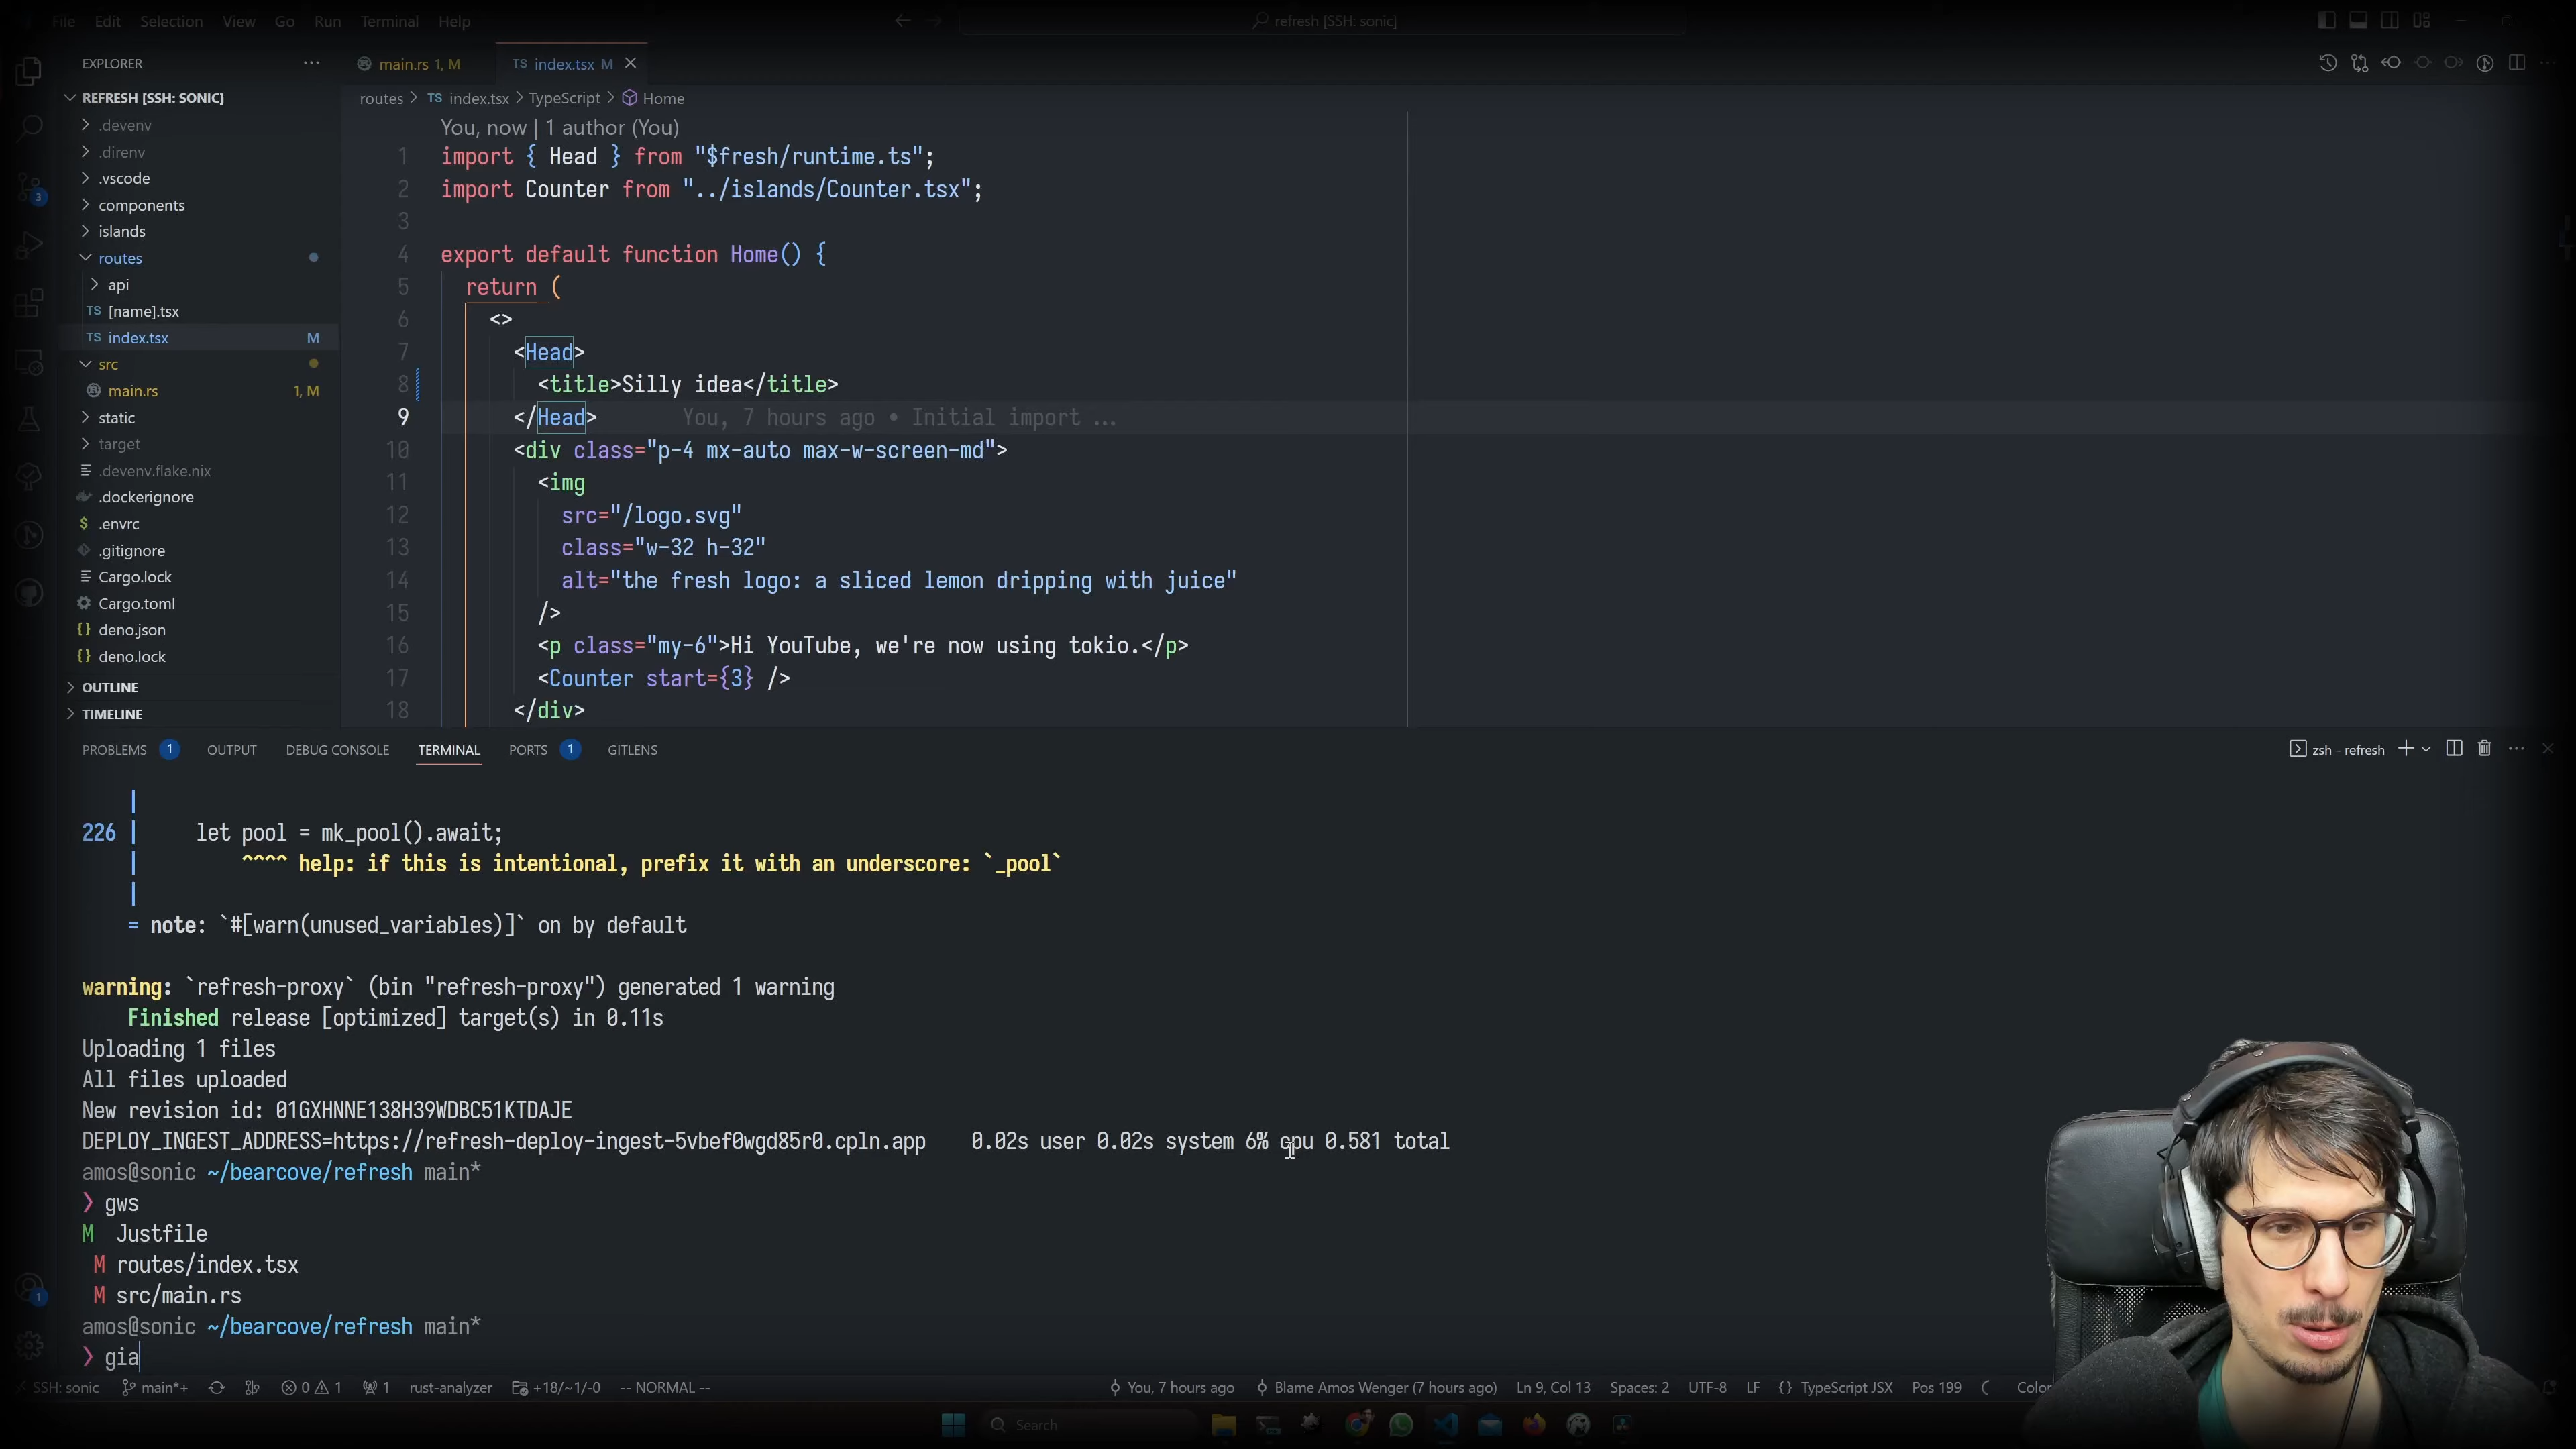 File Edit Selection View Go Run Terminal Help
refresh [SSH: sonic]
EXPLORER
main.rs 1, M
TS index.tsx M
REFRESH [SSH: SONIC]
.devenv
.direnv
.vscode
components
islands
routes
api
TS [name].tsx
TS index.tsx M
src
main.rs 1, M
static
target
.devenv.flake.nix
.dockerignore
$ .envrc
.gitignore
Cargo.lock
Cargo.toml
{} deno.json
{} deno.lock
OUTLINE
TIMELINE
3
1
routes > TS index.tsx > TypeScript > Home
You, now | 1 author (You)
1 import { Head } from "$fresh/runtime.ts";
2 import Counter from "../islands/Counter.tsx";
3
4 export default function Home() {
5 return (
6 <>
7 <Head>
8 <title>Silly idea</title>
9 </Head> You, 7 hours ago • Initial import ...
10 <div class="p-4 mx-auto max-w-screen-md">
11 <img
12 src="/logo.svg"
13 class="w-32 h-32"
14 alt="the fresh logo: a sliced lemon dripping with juice"
15 />
16 <p class="my-6">Hi YouTube, we're now using tokio.</p>
17 <Counter start={3} />
18 </div>
PROBLEMS 1 OUTPUT DEBUG CONSOLE TERMINAL PORTS 1 GITLENS
zsh - refresh
|
226 | let pool = mk_pool().await;
| ^^^^ help: if this is intentional, prefix it with an underscore: `_pool`
|
= note: `#[warn(unused_variables)]` on by default
warning: `refresh-proxy` (bin "refresh-proxy") generated 1 warning
Finished release [optimized] target(s) in 0.11s
Uploading 1 files
All files uploaded
New revision id: 01GXHNNE138H39WDBC51KTDAJE
DEPLOY_INGEST_ADDRESS=https://refresh-deploy-ingest-5vbef0wgd85r0.cpln.app 0.02s user 0.02s system 6% cpu 0.581 total
amos@sonic ~/bearcove/refresh main*
❯ gws
M Justfile
M routes/index.tsx
M src/main.rs
amos@sonic ~/bearcove/refresh main*
❯ gia
SSH: sonic main*+ 0 1 1 rust-analyzer +18/~1/-0 -- NORMAL -- You, 7 hours ago Blame Amos Wenger (7 hours ago) Ln 9, Col 13 Spaces: 2 UTF-8 LF {} TypeScript JSX Pos 199
Search